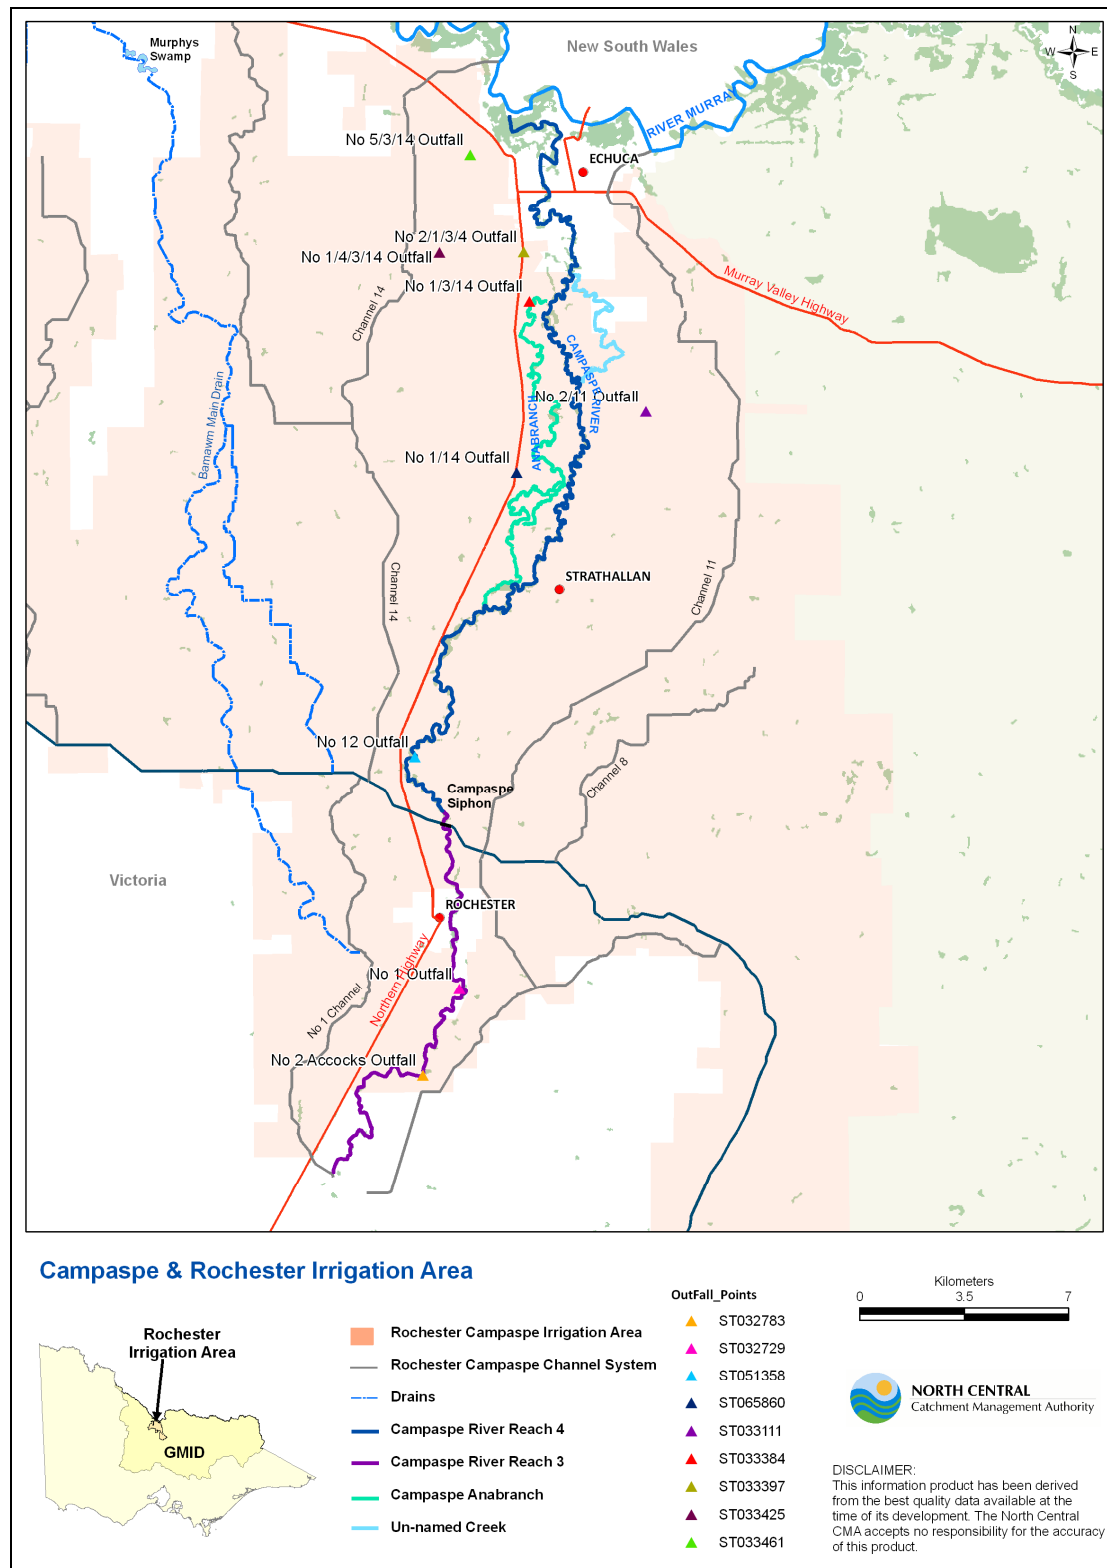 New South Wales
Murphys
Swamp
N
W E
S
RIVER MURRAY
No 5/3/14 Outfall
ECHUCA
No 2/1/3/4 Outfall
No 1/4/3/14 Outfall
No 1/3/14 Outfall
Channel 14
Murray Valley Highway
CAMPASPE RIVER
No 2/11 Outfall
ANABRANCH
Bamawm Main Drain
No 1/14 Outfall
Channel 14
STRATHALLAN
Channel 11
No 12 Outfall
Campaspe
Siphon
Channel 8
Victoria
ROCHESTER
No 1 Outfall
Northern Highway
No 1 Channel
No 2 Accocks Outfall
Campaspe & Rochester Irrigation Area
Rochester
Irrigation Area
GMID
Rochester Campaspe Irrigation Area
Rochester Campaspe Channel System
Drains
Campaspe River Reach 4
Campaspe River Reach 3
Campaspe Anabranch
Un-named Creek
OutFall_Points
ST032783
ST032729
ST051358
ST065860
ST033111
ST033384
ST033397
ST033425
ST033461
Kilometers
0 3.5 7
NORTH CENTRAL
Catchment Management Authority
DISCLAIMER:
This information product has been derived
from the best quality data available at the
time of its development. The North Central
CMA accepts no responsibility for the accuracy
of this product.